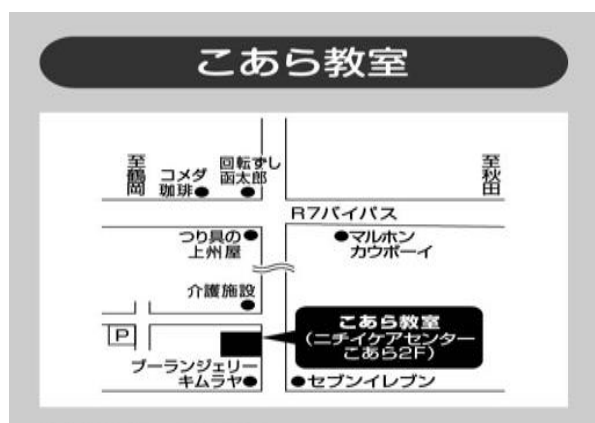 こあら教室
至鶴岡
コメダ
珈琲
回転ずし
函太郎
至秋田
R7バイパス
つり具の
上州屋
マルホン
カウボーイ
介護施設
P
こあら教室
(ニチイケアセンター
こあら2F)
ブーランジェリー
キムラヤ
セブンイレブン